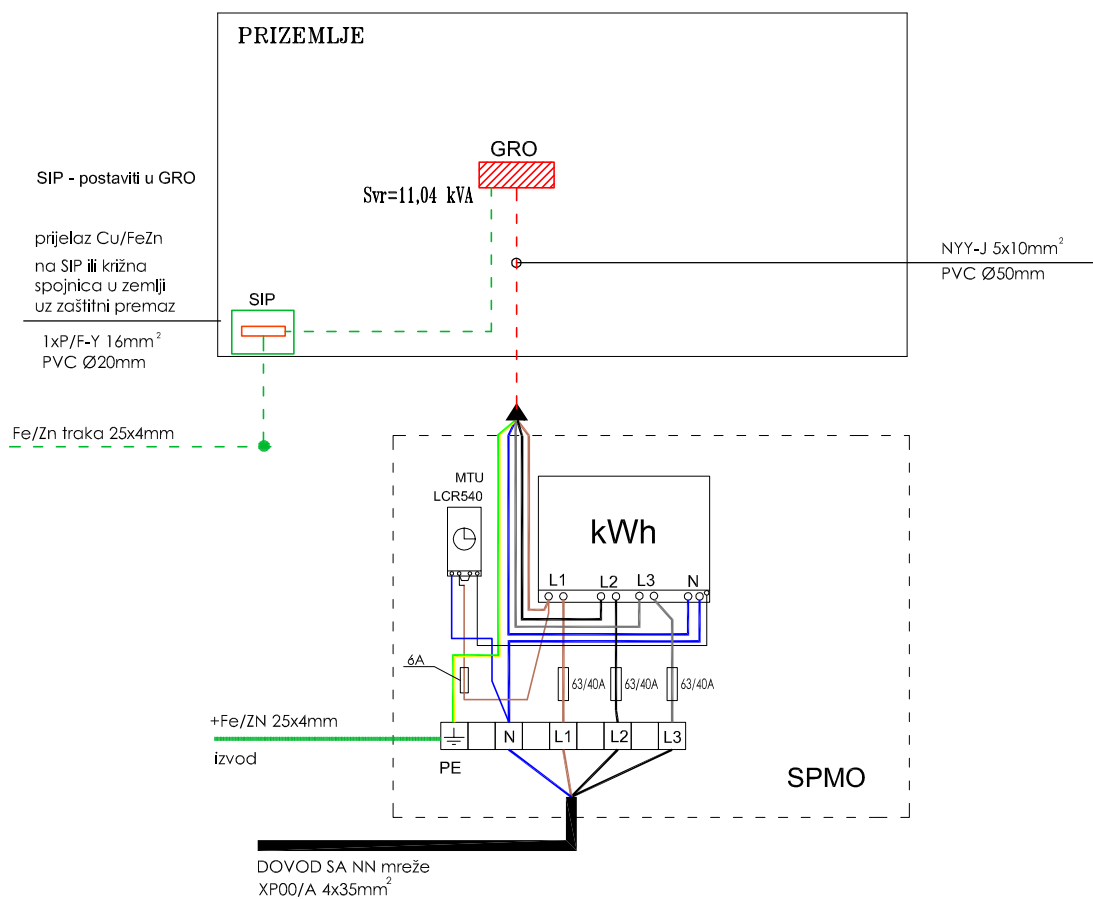 PRIZEMLJE
GRO
SIP - postaviti u GRO
Svr=11,04 kVA
prijelaz Cu/FeZn
na SIP ili križna
spojnica u zemlji
uz zaštitni premaz
1xP/F-Y 16mm²
PVC Ø20mm
SIP
NYY-J 5x10mm²
PVC Ø50mm
Fe/Zn traka 25x4mm
MTU
LCR540
kWh
L1 L2 L3 N
6A
63/40A 63/40A 63/40A
+Fe/ZN 25x4mm
izvod
N L1 L2 L3
PE
SPMO
DOVOD SA NN mreže
XP00/A 4x35mm²